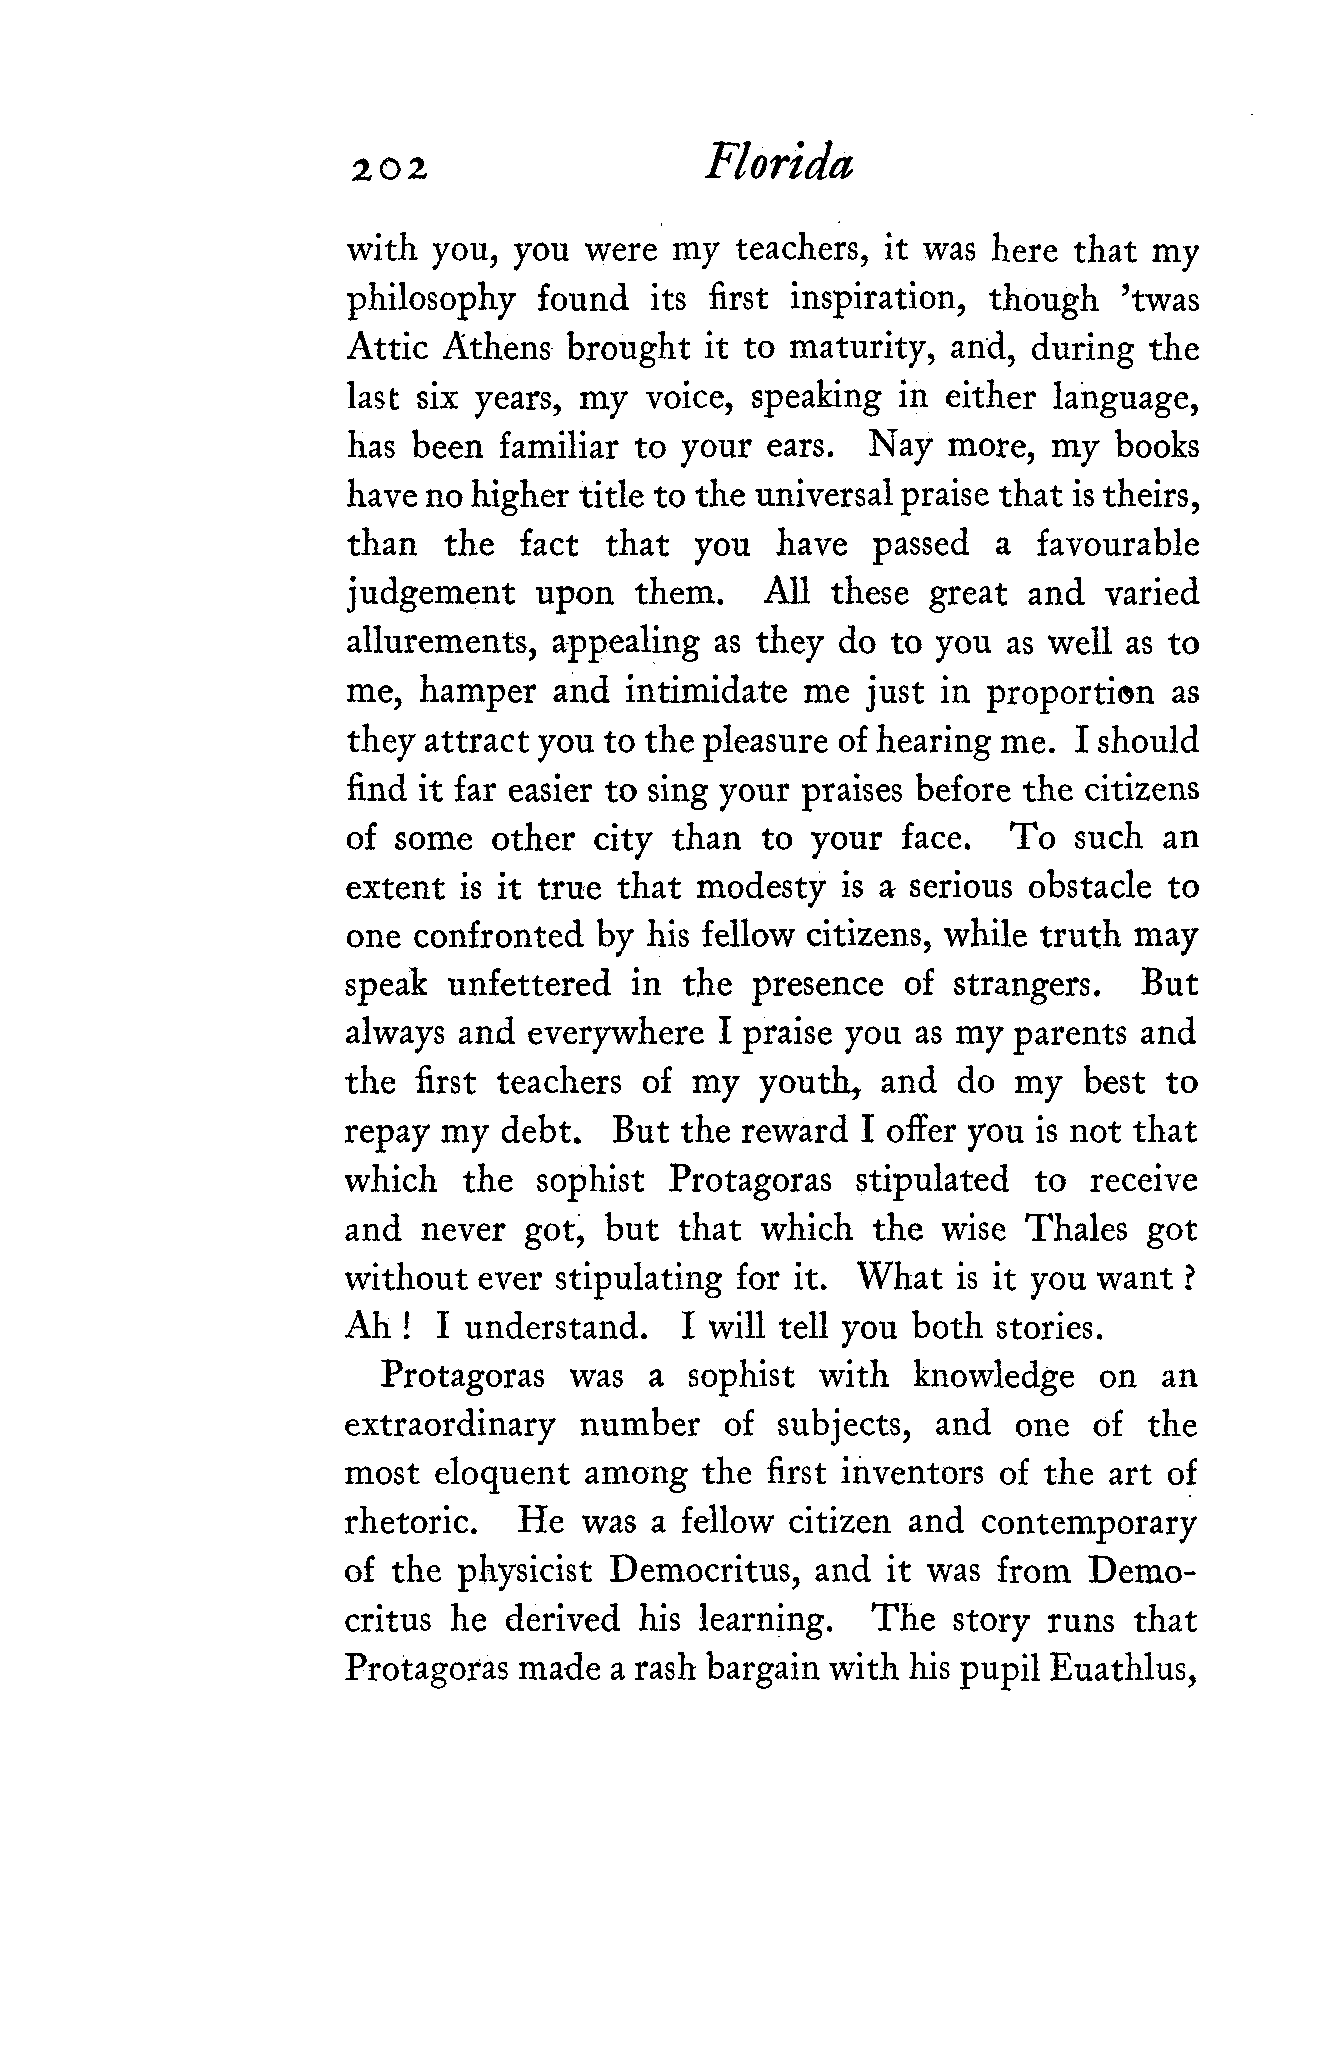 202 Florida
with you, you were my teachers, it was here that my
philosophy found its first inspiration, though ’twas
Attic Athens brought it to maturity, and, during the
last six years, my voice, speaking in either language,
has been familiar to your ears. Nay more, my books
have no higher title to the universal praise that is theirs,
than the fact that you have passed a favourable
judgement upon them. All these great and varied
allurements, appealing as they do to you as well as to
me, hamper and intimidate me just in proportion as
they attract you to the pleasure of hearing me. I should
find it far easier to sing your praises before the citizens
of some other city than to your face. To such an
extent is it true that modesty is a serious obstacle to
one confronted by his fellow citizens, while truth may
speak unfettered in the presence of strangers. But
always and everywhere I praise you as my parents and
the first teachers of my youth, and do my best to
repay my debt. But the reward I offer you is not that
which the sophist Protagoras stipulated to receive
and never got, but that which the wise Thales got
without ever stipulating for it. What is it you want ?
Ah ! I understand. I will tell you both stories.
Protagoras was a sophist with knowledge on an
extraordinary number of subjects, and one of the
most eloquent among the first inventors of the art of
rhetoric. He was a fellow citizen and contemporary
of the physicist Democritus, and it was from Demo-
critus he derived his learning. The story runs that
Protagoras made a rash bargain with his pupil Euathlus,